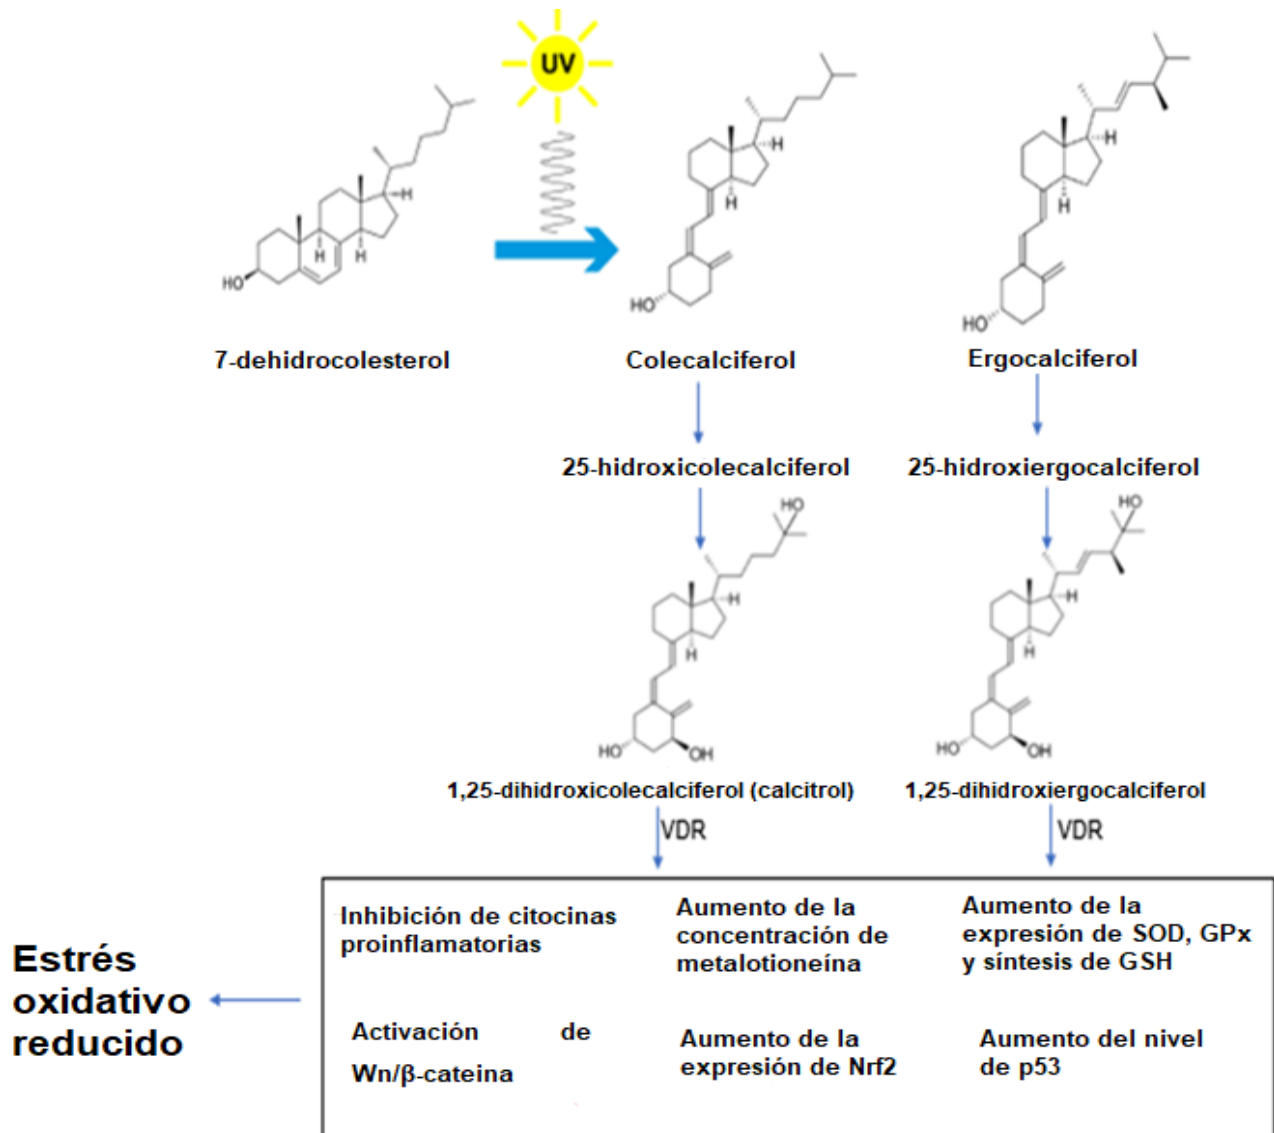 UV
HO
H
H
H
7-dehidrocolesterol
HO
H
H
Colecalciferol
HO
H
H
Ergocalciferol
25-hidroxicolecalciferol
25-hidroxiergocalciferol
HO
H
H
HO
OH
1,25-dihidroxicolecalciferol (calcitrol)
HO
H
H
HO
OH
1,25-dihidroxiergocalciferol
VDR
VDR
Inhibición de citocinas
proinflamatorias
Aumento de la
concentración de
metalotioneína
Aumento de la
expresión de SOD, GPx
y síntesis de GSH
Activación de
Wn/β-cateina
Aumento de la
expresión de Nrf2
Aumento del nivel
de p53
Estrés
oxidativo
reducido